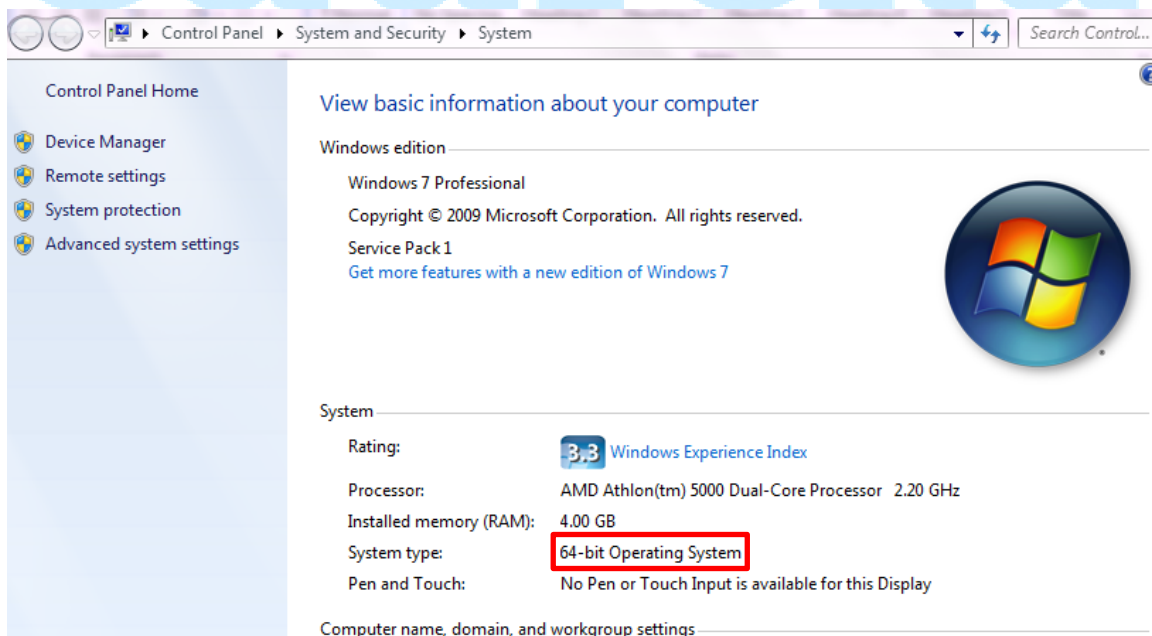 Control Panel ▸ System and Security ▸ System
Search Control...
Control Panel Home
Device Manager
Remote settings
System protection
Advanced system settings
View basic information about your computer
Windows edition
Windows 7 Professional
Copyright © 2009 Microsoft Corporation. All rights reserved.
Service Pack 1
Get more features with a new edition of Windows 7
System
Rating: 3.3 Windows Experience Index
Processor: AMD Athlon(tm) 5000 Dual-Core Processor 2.20 GHz
Installed memory (RAM): 4.00 GB
System type: 64-bit Operating System
Pen and Touch: No Pen or Touch Input is available for this Display
Computer name, domain, and workgroup settings